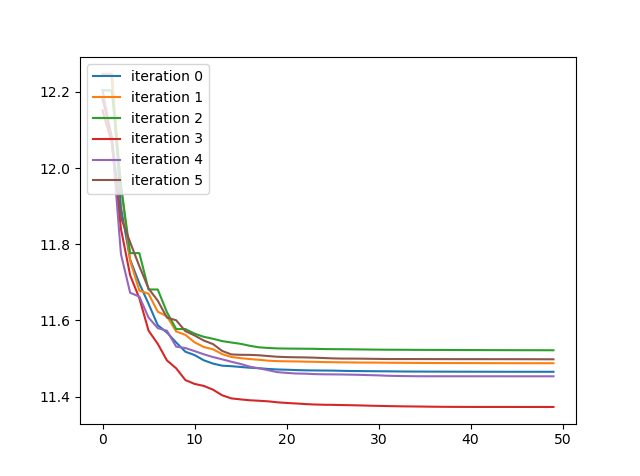 iteration 0
iteration 1
iteration 2
iteration 3
iteration 4
iteration 5
12.2
12.0
11.8
11.6
11.4
0 10 20 30 40 50